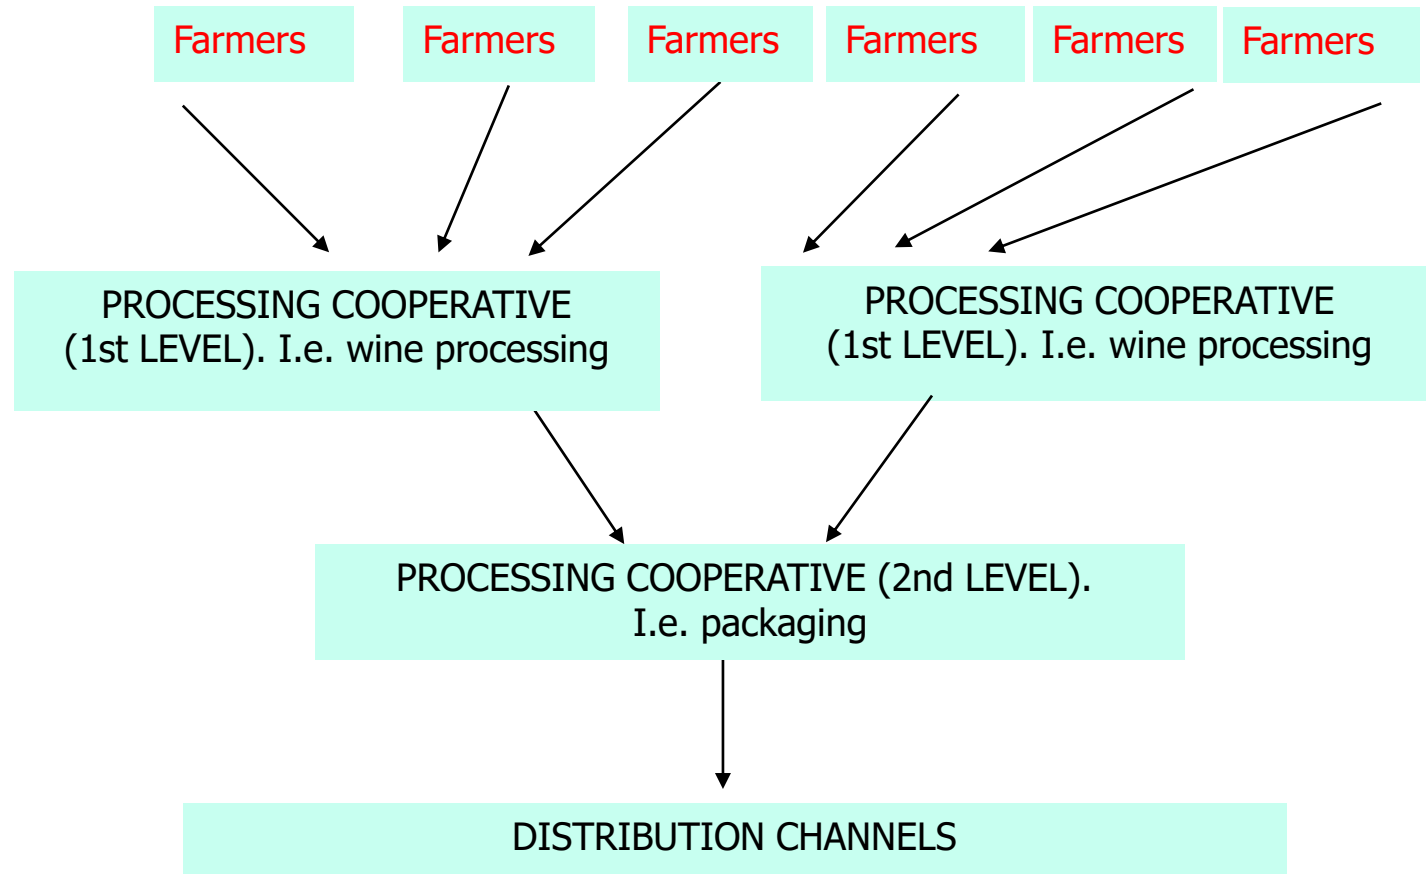 Farmers
Farmers
Farmers
Farmers
Farmers
Farmers
PROCESSING COOPERATIVE
(1st LEVEL). I.e. wine processing
PROCESSING COOPERATIVE
(1st LEVEL). I.e. wine processing
PROCESSING COOPERATIVE (2nd LEVEL).
I.e. packaging
DISTRIBUTION CHANNELS